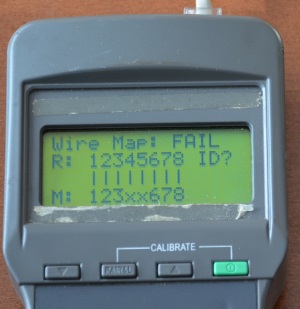 Wire Map: FAIL
R: 12345678 ID?
||||||||
M: 123xx678
CALIBRATE